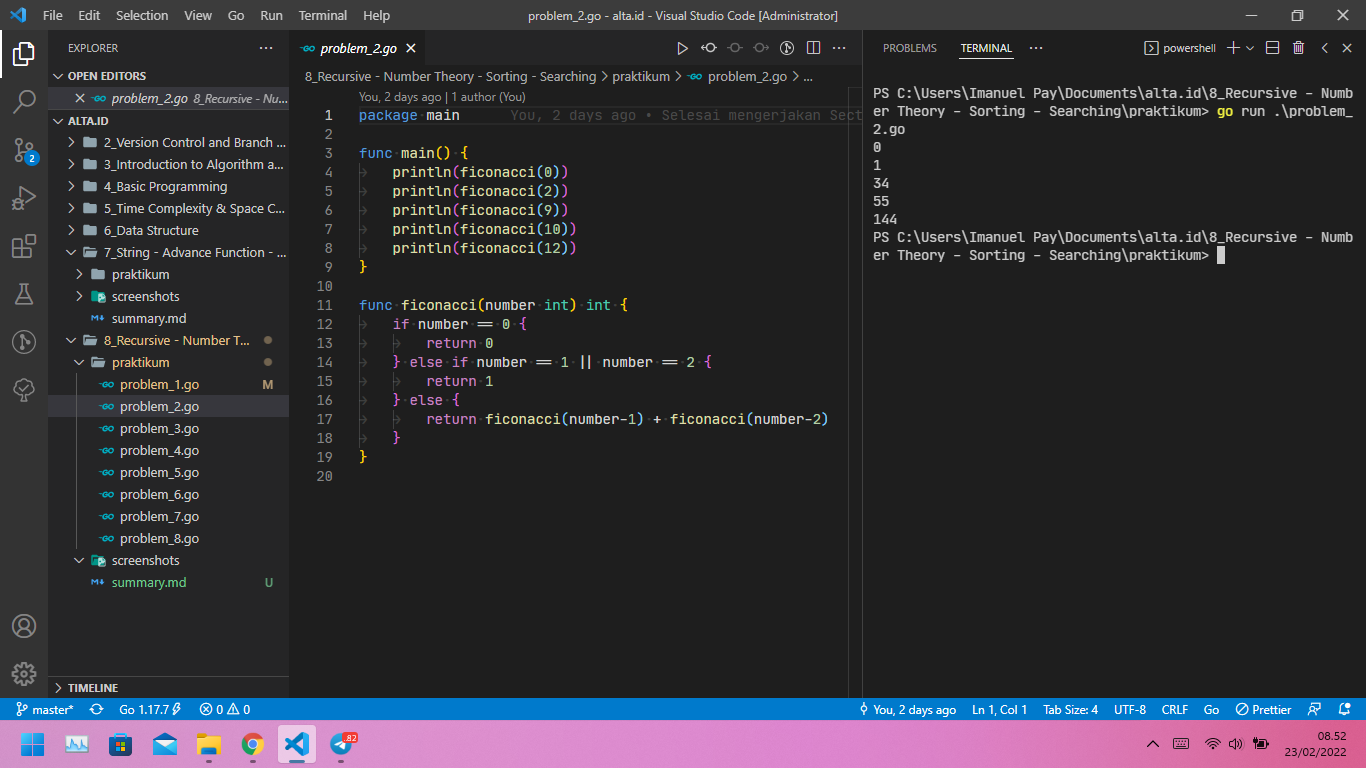 File Edit Selection View Go Run Terminal Help problem_2.go - alta.id - Visual Studio Code [Administrator]
EXPLORER
OPEN EDITORS
problem_2.go 8_Recursive - Nu...
ALTA.ID
2_Version Control and Branch ...
3_Introduction to Algorithm a...
4_Basic Programming
5_Time Complexity & Space C...
6_Data Structure
7_String - Advance Function - ...
praktikum
screenshots
summary.md
8_Recursive - Number T...
praktikum
problem_1.go M
problem_2.go
problem_3.go
problem_4.go
problem_5.go
problem_6.go
problem_7.go
problem_8.go
screenshots
summary.md U
TIMELINE
2
problem_2.go
8_Recursive - Number Theory - Sorting - Searching > praktikum > problem_2.go > ...
You, 2 days ago | 1 author (You)
1 package main You, 2 days ago • Selesai mengerjakan Sect
2
3 func main() {
4 println(ficonacci(0))
5 println(ficonacci(2))
6 println(ficonacci(9))
7 println(ficonacci(10))
8 println(ficonacci(12))
9 }
10
11 func ficonacci(number int) int {
12 if number == 0 {
13 return 0
14 } else if number == 1 || number == 2 {
15 return 1
16 } else {
17 return ficonacci(number-1) + ficonacci(number-2)
18 }
19 }
20
PROBLEMS TERMINAL powershell
PS C:\Users\Imanuel Pay\Documents\alta.id\8_Recursive - Numb
er Theory - Sorting - Searching\praktikum> go run .\problem_
2.go
0
1
34
55
144
PS C:\Users\Imanuel Pay\Documents\alta.id\8_Recursive - Numb
er Theory - Sorting - Searching\praktikum>
master* Go 1.17.7 0 0 You, 2 days ago Ln 1, Col 1 Tab Size: 4 UTF-8 CRLF Go Prettier
82
08.52
23/02/2022